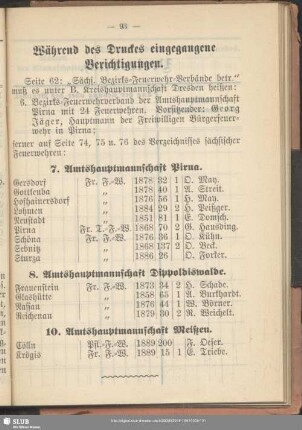 — 93 —
Während des Druckes eingegangene
Berichtigungen.
Seite 62: „Sächs. Bezirks-Feuerwehr-Verbände betr."
muß es unter B. Kreishauptmannschaft Dresden heißen:
6. Bezirks-Feuerwehrverband der Amtshauptmannschaft
Pirna mit 24 Feuerwehren. Vorsitzender: Georg
Jäger, Hauptmann der Freiwilligen Bürgerfeuer-
wehr in Pirna;
ferner auf Seite 74, 75 u. 76 des Verzeichnisses sächsischer
Feuerwehren:
7. Amtshauptmannschaft Pirna.
Gersdorf Fr. F.-W. 1878 32 1 O. May.
Gottleuba „ 1878 40 1 A. Streit.
„ 1876 56 1 H. May.
Lohmen „ 1884 29 2 H. Peißger.
Neustadt „ 1851 81 1 E. Domsch.
Pirna Fr. T.-F.-W. 1868 70 2 G. Hausding.
Schöna Fr. F.-W. 1876 36 1 O. Kühn.
Sebnitz „ 1868 137 2 O. Beck.
„ 1886 26 1 O. Forker.
8. Amtshauptmannschaft Dippoldiswalde.
Frauenstein Fr. F.-W. 1873 34 2 H. Schade.
Glashütte „ 1858 65 1 A. Burkhardt.
Nassau „ 1876 44 1 W. Börner.
Reichenau „ 1879 30 2 R. Weichelt.
10. Amtshauptmannschaft Meißen.
Cölln Pfl.-F.-W. 1889 200 F. Oeser.
Krögis Fr. F.-W. 1889 15 1 E. Triebe.
SLUB